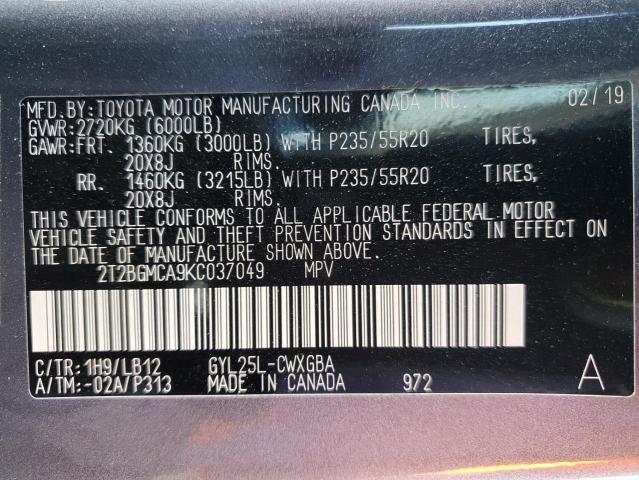 MFD.BY:TOYOTA MOTOR MANUFACTURING CANADA INC. 02/19
GVWR:2720KG (6000LB)
GAWR:FRT. 1360KG (3000LB) WITH P235/55R20 TIRES,
20X8J RIMS.
RR. 1460KG (3215LB) WITH P235/55R20 TIRES,
20X8J RIMS.
THIS VEHICLE CONFORMS TO ALL APPLICABLE FEDERAL MOTOR
VEHICLE SAFETY AND THEFT PREVENTION STANDARDS IN EFFECT ON
THE DATE OF MANUFACTURE SHOWN ABOVE.
2T2BGMCA9KC037049 MPV
C/TR: 1H9/LB12 GYL25L-CWXGBA
A/TM:-02A/P313 MADE IN CANADA 972 A